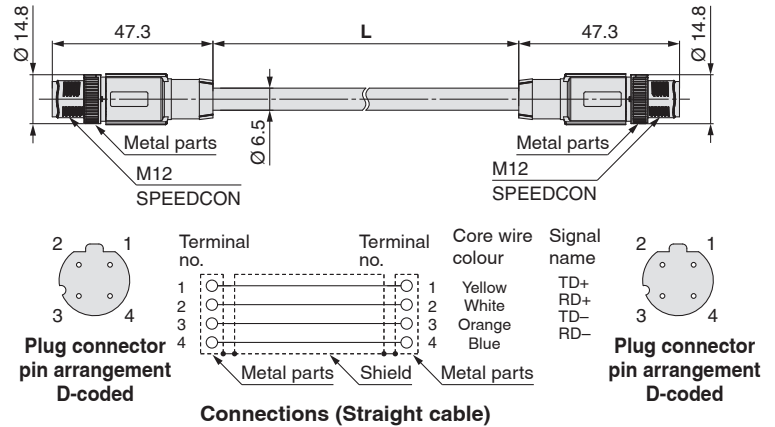 47.3
L
47.3
Ø 14.8
Ø 14.8
Ø 6.5
Metal parts
M12
SPEEDCON
Metal parts
M12
SPEEDCON
2 1
3 4
Plug connector
pin arrangement
D-coded
Terminal
no.
Terminal
no.
Core wire
colour
Signal
name
1 1 Yellow TD+
2 2 White RD+
3 3 Orange TD–
4 4 Blue RD–
Metal parts
Shield
Metal parts
Connections (Straight cable)
2 1
3 4
Plug connector
pin arrangement
D-coded